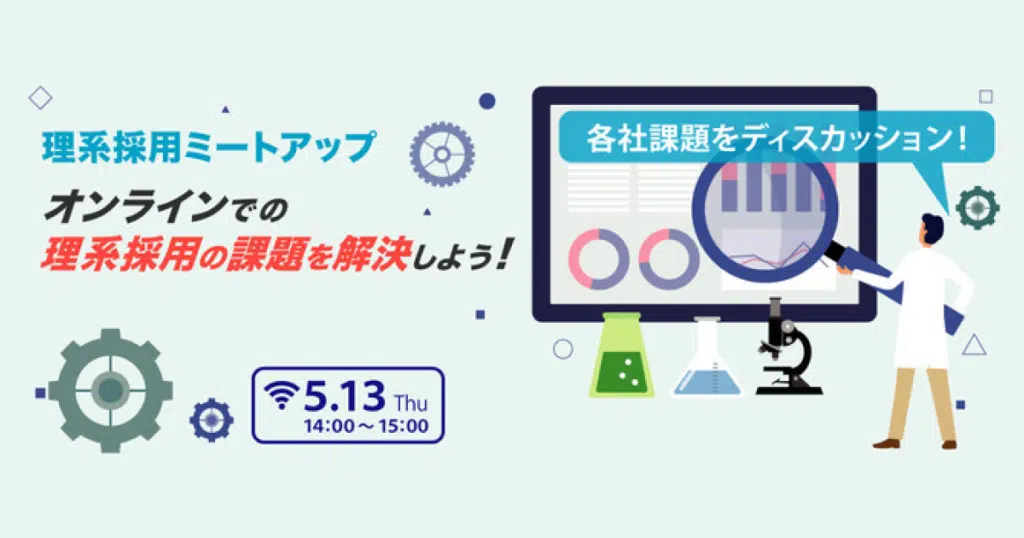 理系採用ミートアップ
オンラインでの
理系採用の課題を解決しよう！
5.13 Thu
14:00～15:00
各社課題をディスカッション！